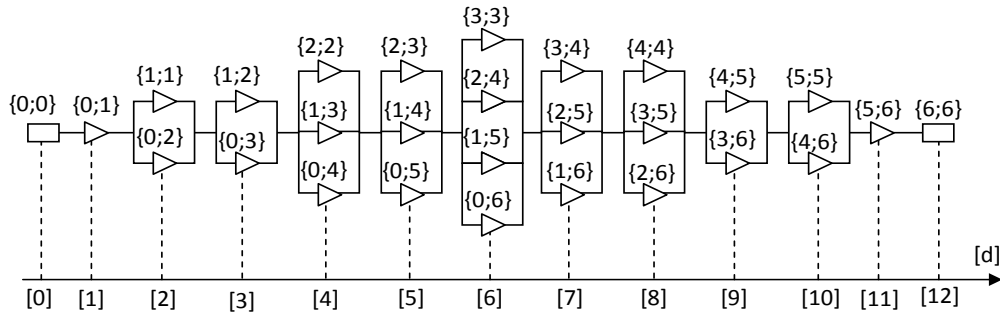 {3;3}
{2;2} {2;3} {3;4} {4;4}
{1;1} {1;2} {2;4} {4;5} {5;5}
{0;0} {0;1} {1;3} {1;4} {2;5} {3;5} {5;6} {6;6}
{0;2} {0;3} {1;5} {3;6} {4;6}
{0;4} {0;5} {1;6} {2;6}
{0;6}
[d]
[0] [1] [2] [3] [4] [5] [6] [7] [8] [9] [10] [11] [12]